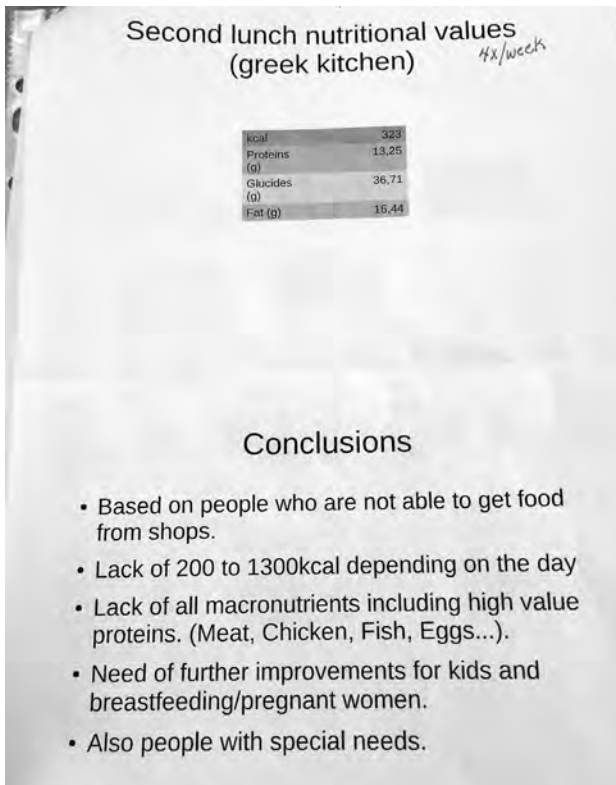 Second lunch nutritional values
(greek kitchen) 4x/week
kcal 323
Proteins 13,25
(g)
Glucides 36,71
(g)
Fat (g) 16,44
Conclusions
• Based on people who are not able to get food
from shops.
• Lack of 200 to 1300kcal depending on the day
• Lack of all macronutrients including high value
proteins. (Meat, Chicken, Fish, Eggs...).
• Need of further improvements for kids and
breastfeeding/pregnant women.
• Also people with special needs.